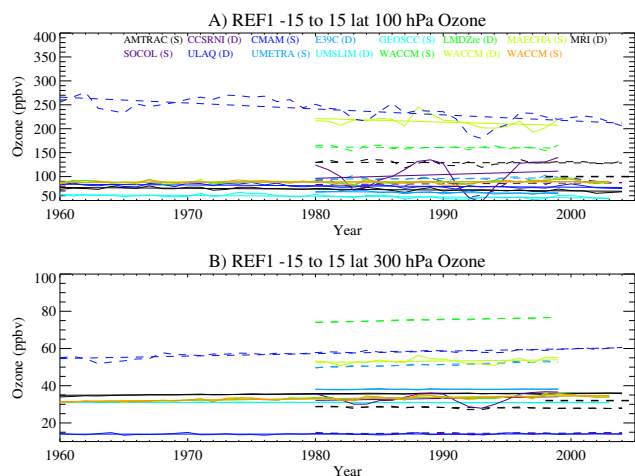 A) REF1 -15 to 15 lat 100 hPa Ozone
AMTRAC (S) CCSRNI (D) CMAM (S) E39C (D) GEOSCC (S) LMDZre (D) MAECHA (S) MRI (D)
SOCOL (S) ULAQ (D) UMETRA (S) UMSLIM (D) WACCM (S) WACCM (D) WACCM (S)
Ozone (ppbv)
400
350
300
250
200
150
100
50
1960 1970 1980 1990 2000
Year
B) REF1 -15 to 15 lat 300 hPa Ozone
Ozone (ppbv)
100
80
60
40
20
1960 1970 1980 1990 2000
Year